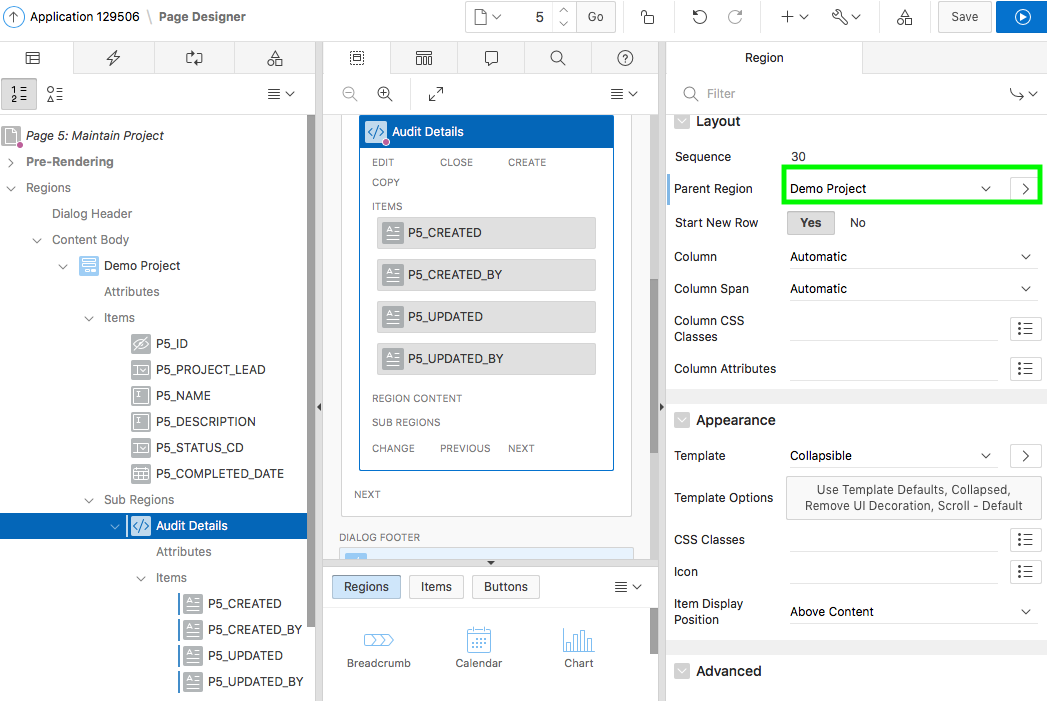 Application 129506 \ Page Designer
5
Go
Save
1
2
Page 5: Maintain Project
Pre-Rendering
Regions
Dialog Header
Content Body
Demo Project
Attributes
Items
P5_ID
P5_PROJECT_LEAD
P5_NAME
P5_DESCRIPTION
P5_STATUS_CD
P5_COMPLETED_DATE
Sub Regions
Audit Details
Attributes
Items
P5_CREATED
P5_CREATED_BY
P5_UPDATED
P5_UPDATED_BY
Audit Details
EDIT CLOSE CREATE
COPY
ITEMS
P5_CREATED
P5_CREATED_BY
P5_UPDATED
P5_UPDATED_BY
REGION CONTENT
SUB REGIONS
CHANGE PREVIOUS NEXT
NEXT
DIALOG FOOTER
Regions Items Buttons
Breadcrumb Calendar Chart
Region
Filter
Layout
Sequence 30
Parent Region Demo Project
Start New Row Yes No
Column Automatic
Column Span Automatic
Column CSS
Classes
Column Attributes
Appearance
Template Collapsible
Template Options Use Template Defaults, Collapsed,
Remove UI Decoration, Scroll - Default
CSS Classes
Icon
Item Display
Position Above Content
Advanced